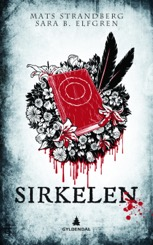 MATS STRANDBERG
SARA B. ELFGREN
SIRKELEN
GYLDENDAL